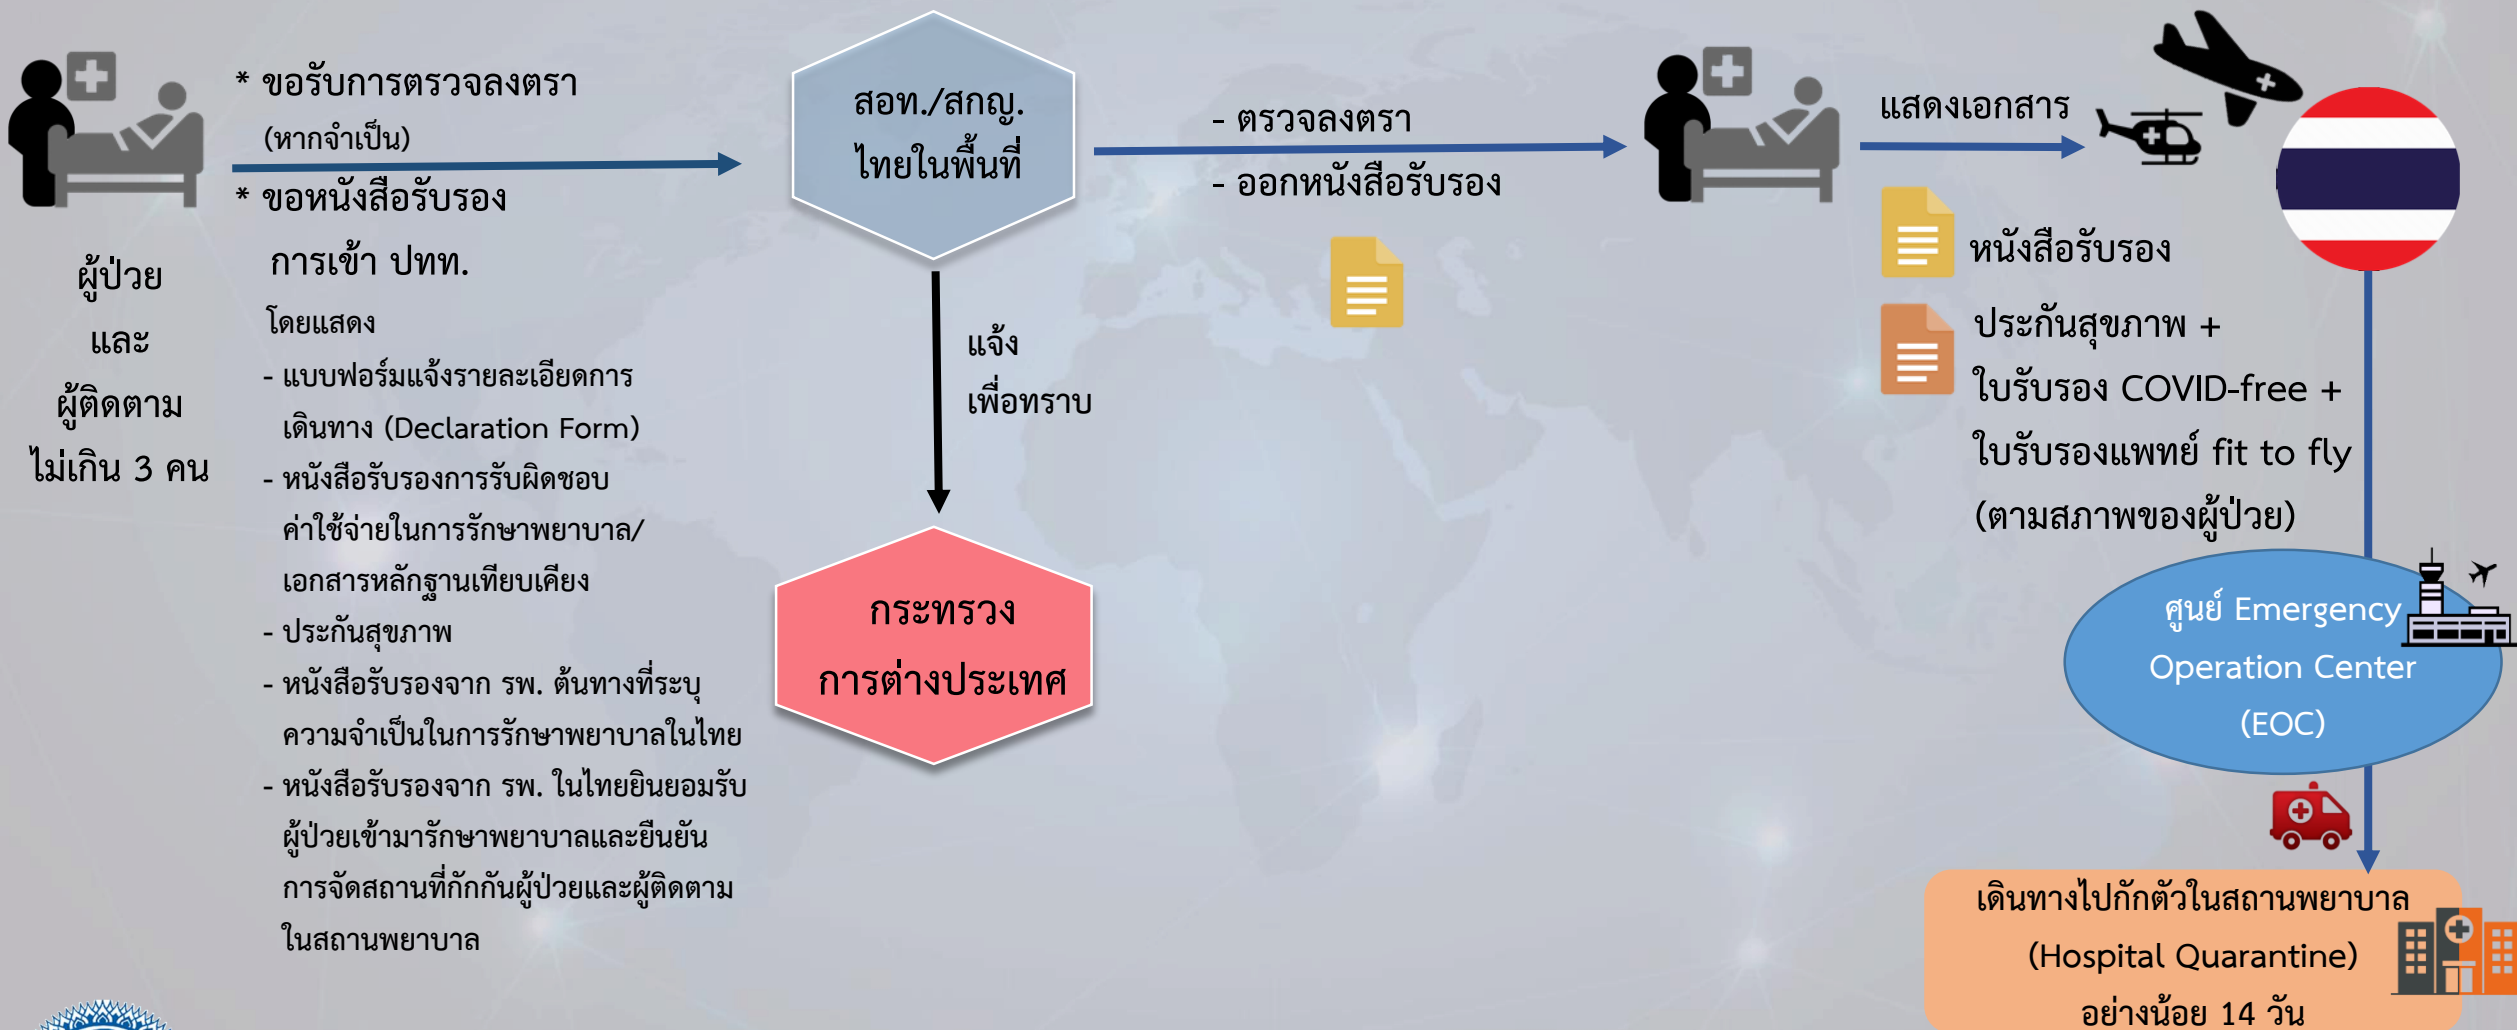 ผู้ป่วย
และ
ผู้ติดตาม
ไม่เกิน 3 คน
* ขอรับการตรวจลงตรา
(หากจำเป็น)
* ขอหนังสือรับรอง
การเข้า ปทท.
โดยแสดง
- แบบฟอร์มแจ้งรายละเอียดการ
เดินทาง (Declaration Form)
- หนังสือรับรองการรับผิดชอบ
ค่าใช้จ่ายในการรักษาพยาบาล/
เอกสารหลักฐานเทียบเคียง
- ประกันสุขภาพ
- หนังสือรับรองจาก รพ. ต้นทางที่ระบุ
ความจำเป็นในการรักษาพยาบาลในไทย
- หนังสือรับรองจาก รพ. ในไทยยินยอมรับ
ผู้ป่วยเข้ามารักษาพยาบาลและยืนยัน
การจัดสถานที่กักกันผู้ป่วยและผู้ติดตาม
ในสถานพยาบาล
สอท./สกญ.
ไทยในพื้นที่
แจ้ง
เพื่อทราบ
กระทรวง
การต่างประเทศ
- ตรวจลงตรา
- ออกหนังสือรับรอง
แสดงเอกสาร
หนังสือรับรอง
ประกันสุขภาพ +
ใบรับรอง COVID-free +
ใบรับรองแพทย์ fit to fly
(ตามสภาพของผู้ป่วย)
ศูนย์ Emergency
Operation Center
(EOC)
เดินทางไปกักตัวในสถานพยาบาล
(Hospital Quarantine)
อย่างน้อย 14 วัน